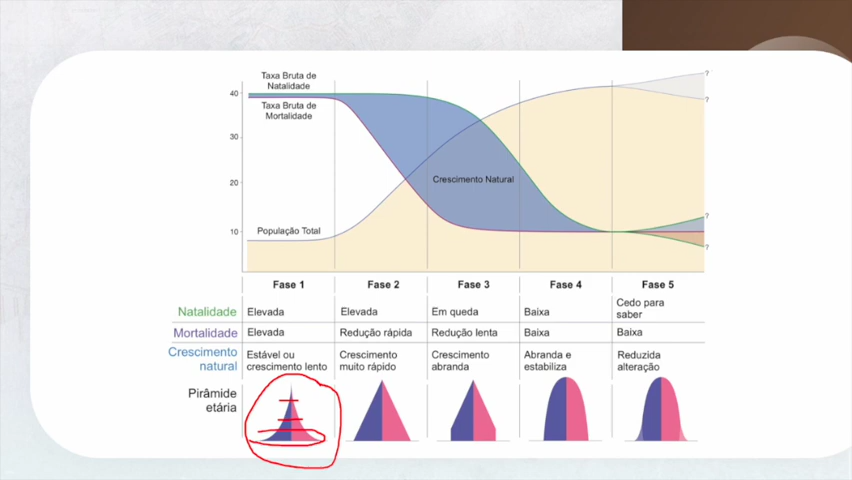 Taxa Bruta de
Natalidade
40
Taxa Bruta de
Mortalidade
30
20
Crescimento Natural
População Total
10
?
?
?
?
Fase 1 Fase 2 Fase 3 Fase 4 Fase 5
Natalidade Elevada Elevada Em queda Baixa Cedo para
saber
Mortalidade Elevada Redução rápida Redução lenta Baixa Baixa
Crescimento Estável ou Crescimento Crescimento Abranda e Reduzida
natural crescimento lento muito rápido abranda estabiliza alteração
Pirâmide
etária